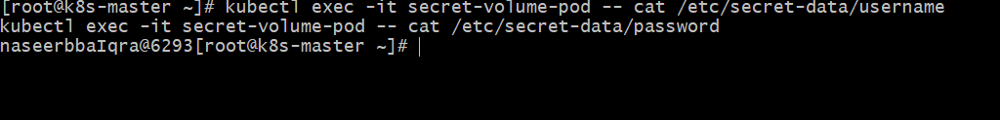 [root@k8s-master ~]# kubectl exec -it secret-volume-pod -- cat /etc/secret-data/username
kubectl exec -it secret-volume-pod -- cat /etc/secret-data/password
naseerbbaIqra@6293[root@k8s-master ~]#